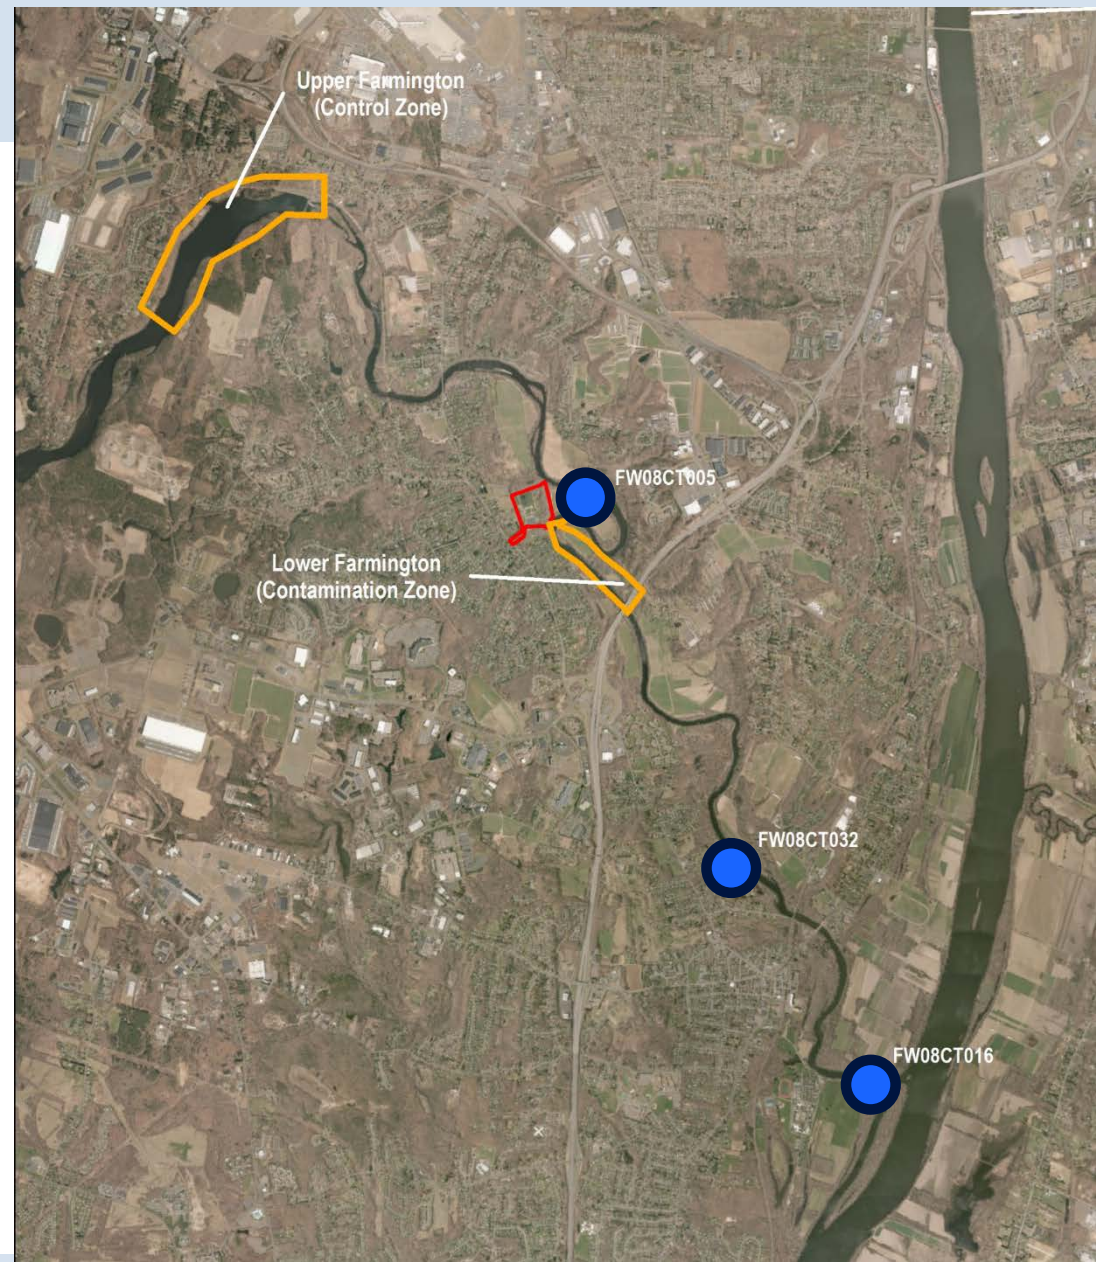 Upper Farmington
(Control Zone)
FW08CT005
Lower Farmington
(Contamination Zone)
FW08CT032
FW08CT016